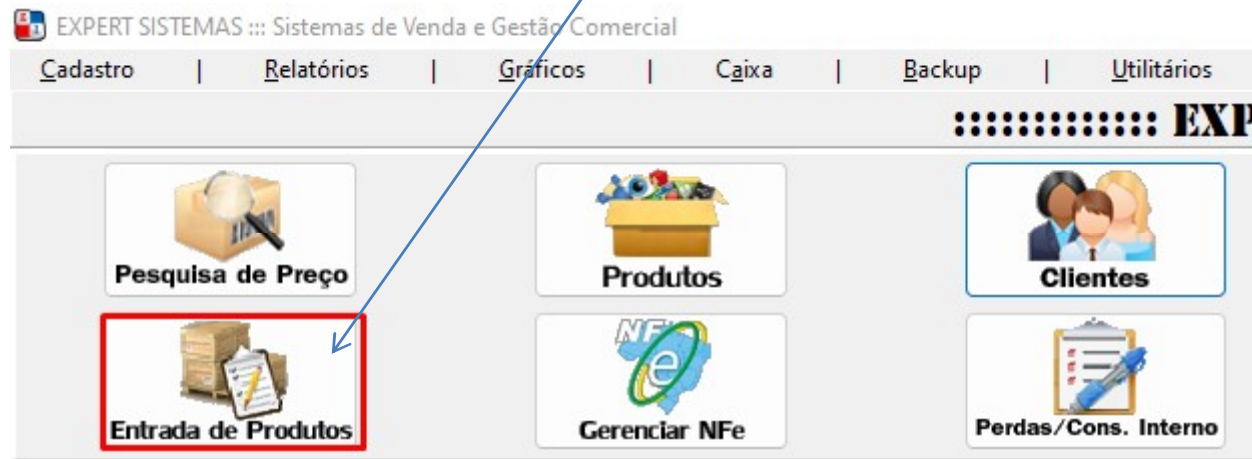 EXPERT SISTEMAS ::: Sistemas de Venda e Gestão Comercial
Cadastro | Relatórios | Gráficos | Caixa | Backup | Utilitários
::::::::::::: EXP
Pesquisa de Preço
Produtos
Clientes
NFe
Entrada de Produtos
Gerenciar NFe
Perdas/Cons. Interno